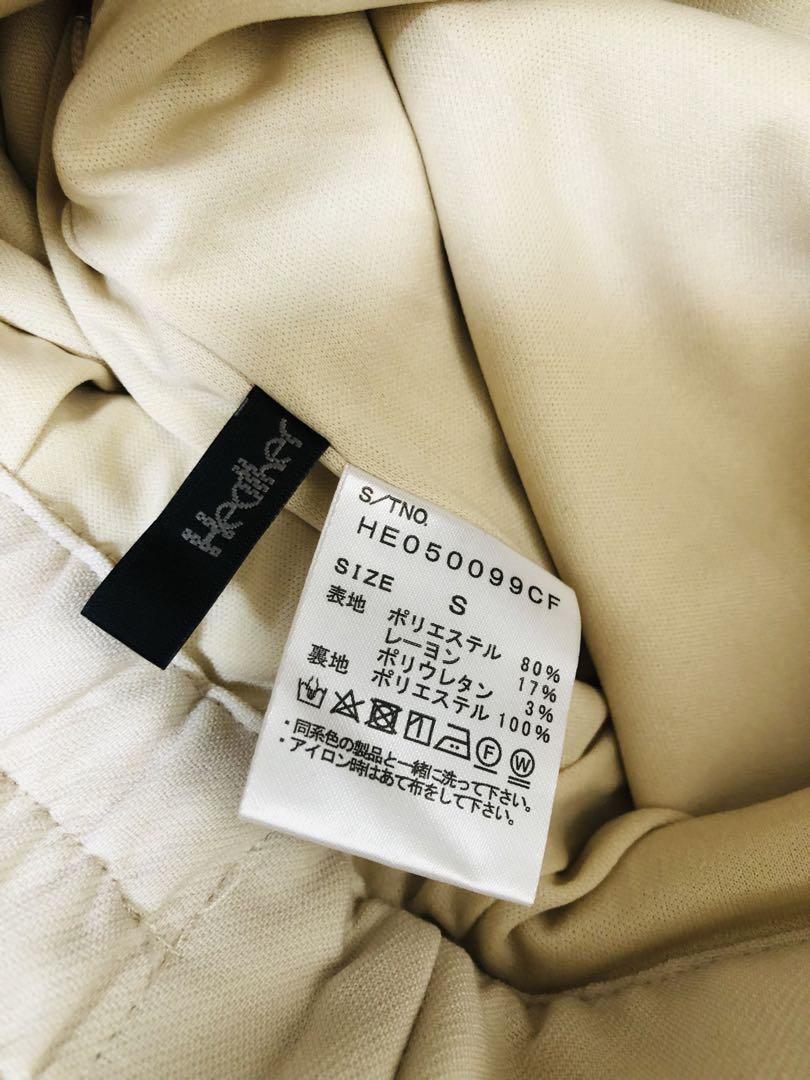 Heather
S/TNO.
HE050099CF
SIZE S
表地 ポリエステル 80%
レーヨン 17%
ポリウレタン 3%
裏地 ポリエステル 100%
F W
・同系色の製品と一緒に洗って下さい。
・アイロン時はあて布をして下さい。